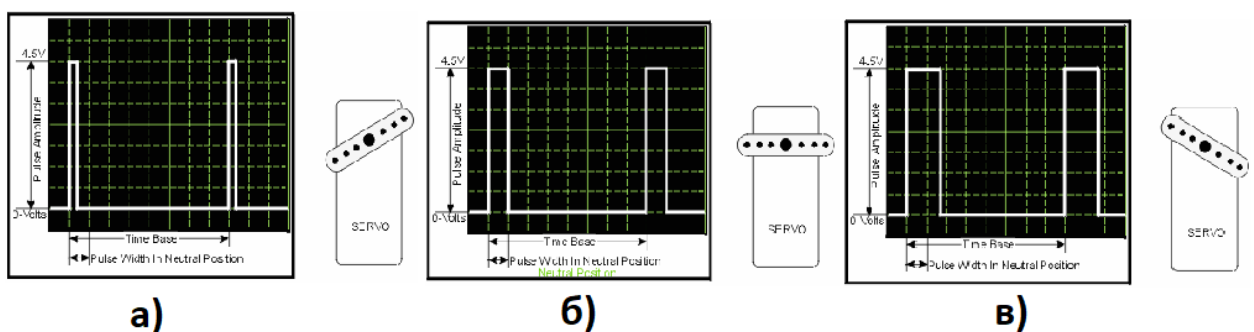 4.5V
Pulse Amplitude
0-Volts
Time Base
Pulse Width In Neutral Position
SERVO
а)
4.5V
Pulse Amplitude
0-Volts
Time Base
Pulse Width In Neutral Position
Neutral Position
SERVO
б)
4.5V
Pulse Amplitude
0-Volts
Time Base
Pulse Width In Neutral Position
SERVO
в)